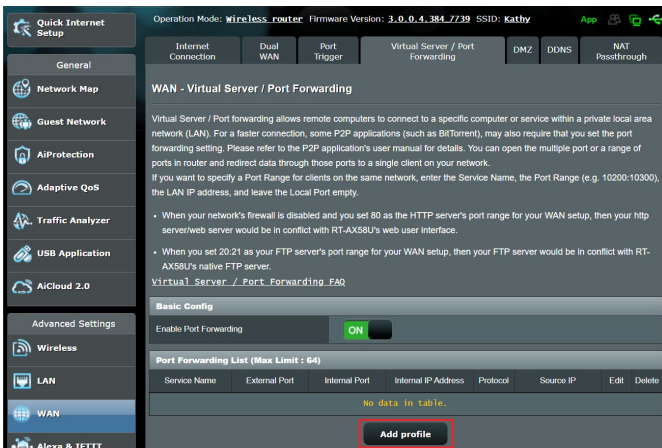 Quick Internet
Setup
General
Network Map
Guest Network
AiProtection
Adaptive QoS
Traffic Analyzer
USB Application
AiCloud 2.0
Advanced Settings
Wireless
LAN
WAN
Alexa & IFTTT
Operation Mode: Wireless router Firmware Version: 3.0.0.4.384_7739 SSID: Kathy
App
Internet
Connection
Dual
WAN
Port
Trigger
Virtual Server / Port
Forwarding
DMZ
DDNS
NAT
Passthrough
WAN - Virtual Server / Port Forwarding
Virtual Server / Port forwarding allows remote computers to connect to a specific computer or service within a private local area
network (LAN). For a faster connection, some P2P applications (such as BitTorrent), may also require that you set the port
forwarding setting. Please refer to the P2P application's user manual for details. You can open the multiple port or a range of
ports in router and redirect data through those ports to a single client on your network.
If you want to specify a Port Range for clients on the same network, enter the Service Name, the Port Range (e.g. 10200:10300),
the LAN IP address, and leave the Local Port empty.
• When your network's firewall is disabled and you set 80 as the HTTP server's port range for your WAN setup, then your http
server/web server would be in conflict with RT-AX58U's web user interface.
• When you set 20:21 as your FTP server's port range for your WAN setup, then your FTP server would be in conflict with RT-
AX58U's native FTP server.
Virtual Server / Port Forwarding FAQ
Basic Config
Enable Port Forwarding ON
Port Forwarding List (Max Limit : 64)
Service Name External Port Internal Port Internal IP Address Protocol Source IP Edit Delete
No data in table.
Add profile